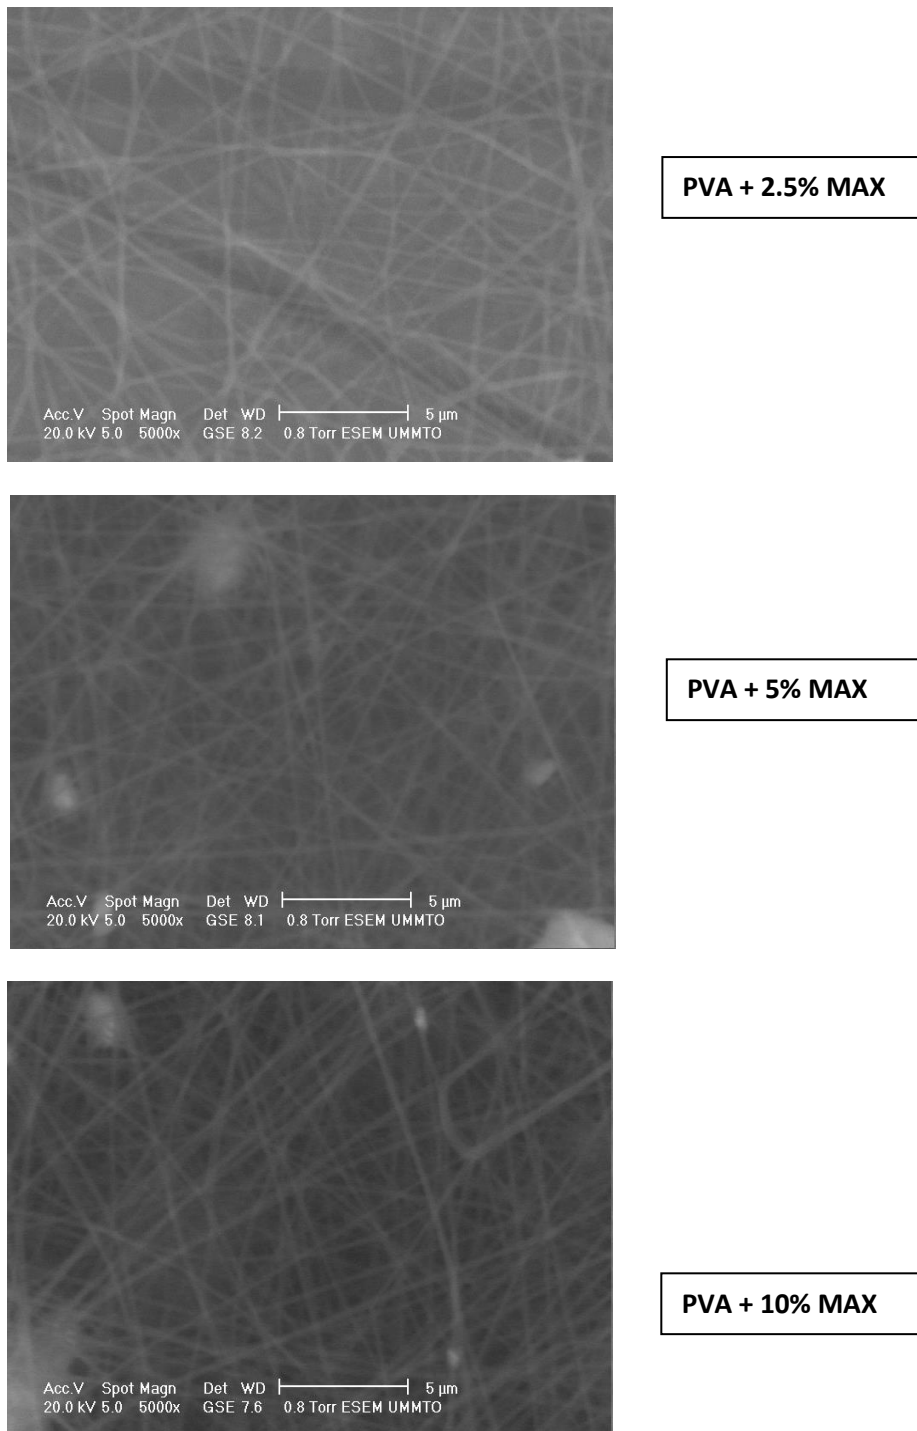 PVA + 2.5% MAX
Acc.V Spot Magn Det WD 5 µm
20.0 kV 5.0 5000x GSE 8.2 0.8 Torr ESEM UMMTO
PVA + 5% MAX
Acc.V Spot Magn Det WD 5 µm
20.0 kV 5.0 5000x GSE 8.1 0.8 Torr ESEM UMMTO
PVA + 10% MAX
Acc.V Spot Magn Det WD 5 µm
20.0 kV 5.0 5000x GSE 7.6 0.8 Torr ESEM UMMTO